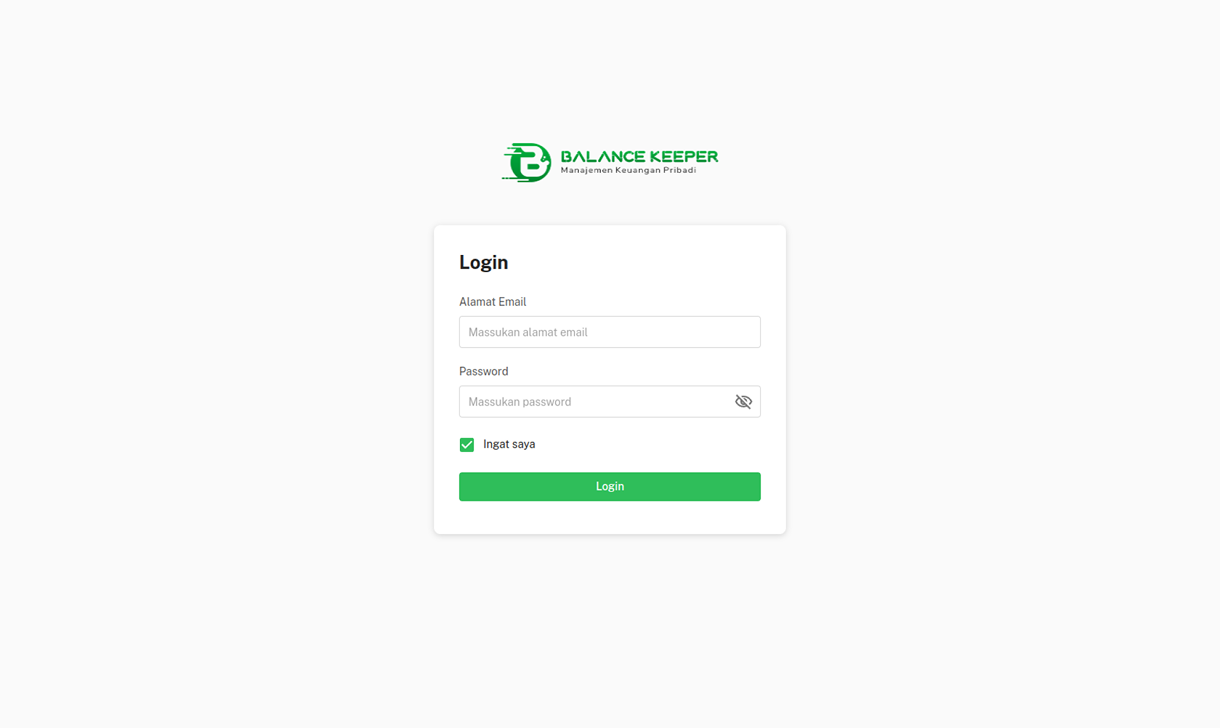 BALANCE KEEPER
Manajemen Keuangan Pribadi
Login
Alamat Email
Massukan alamat email
Password
Massukan password
Ingat saya
Login